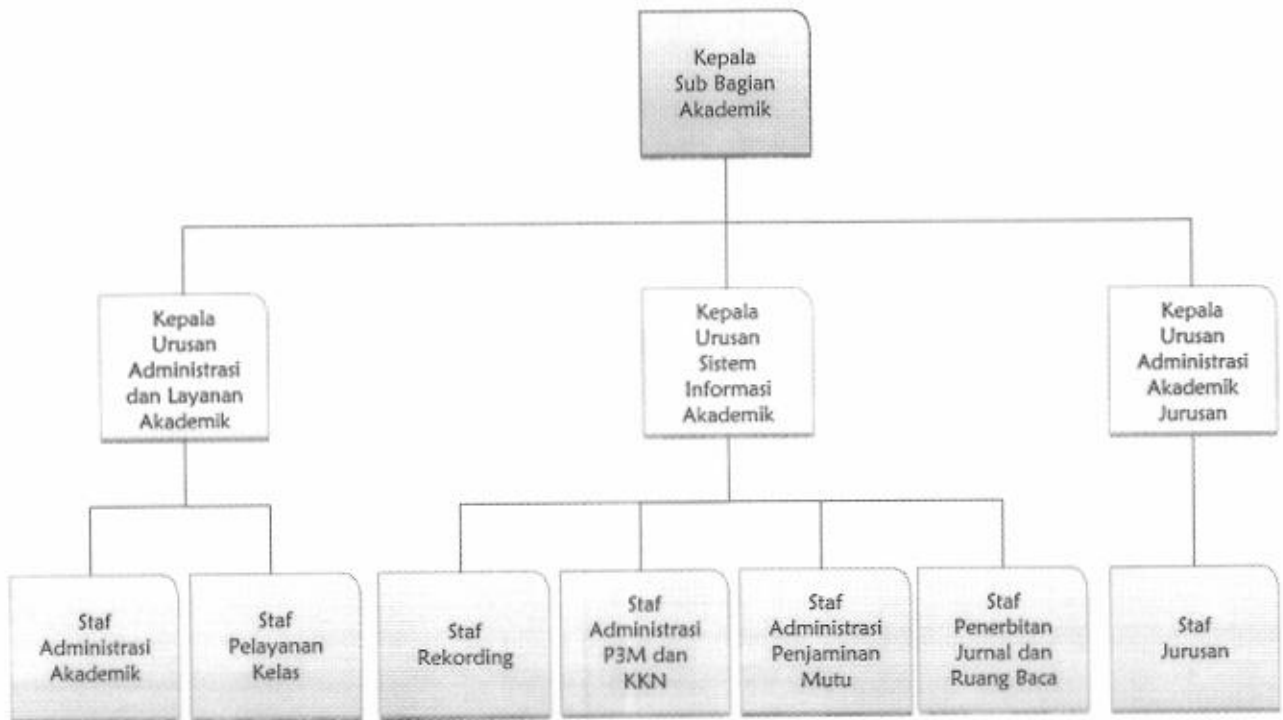 Kepala
Sub Bagian
Akademik
Kepala
Urusan
Administrasi
dan Layanan
Akademik
Kepala
Urusan
Sistem
Informasi
Akademik
Kepala
Urusan
Administrasi
Akademik
Jurusan
Staf
Administrasi
Akademik
Staf
Pelayanan
Kelas
Staf
Rekording
Staf
Administrasi
P3M dan
KKN
Staf
Administrasi
Penjaminan
Mutu
Staf
Penerbitan
Jurnal dan
Ruang Baca
Staf
Jurusan